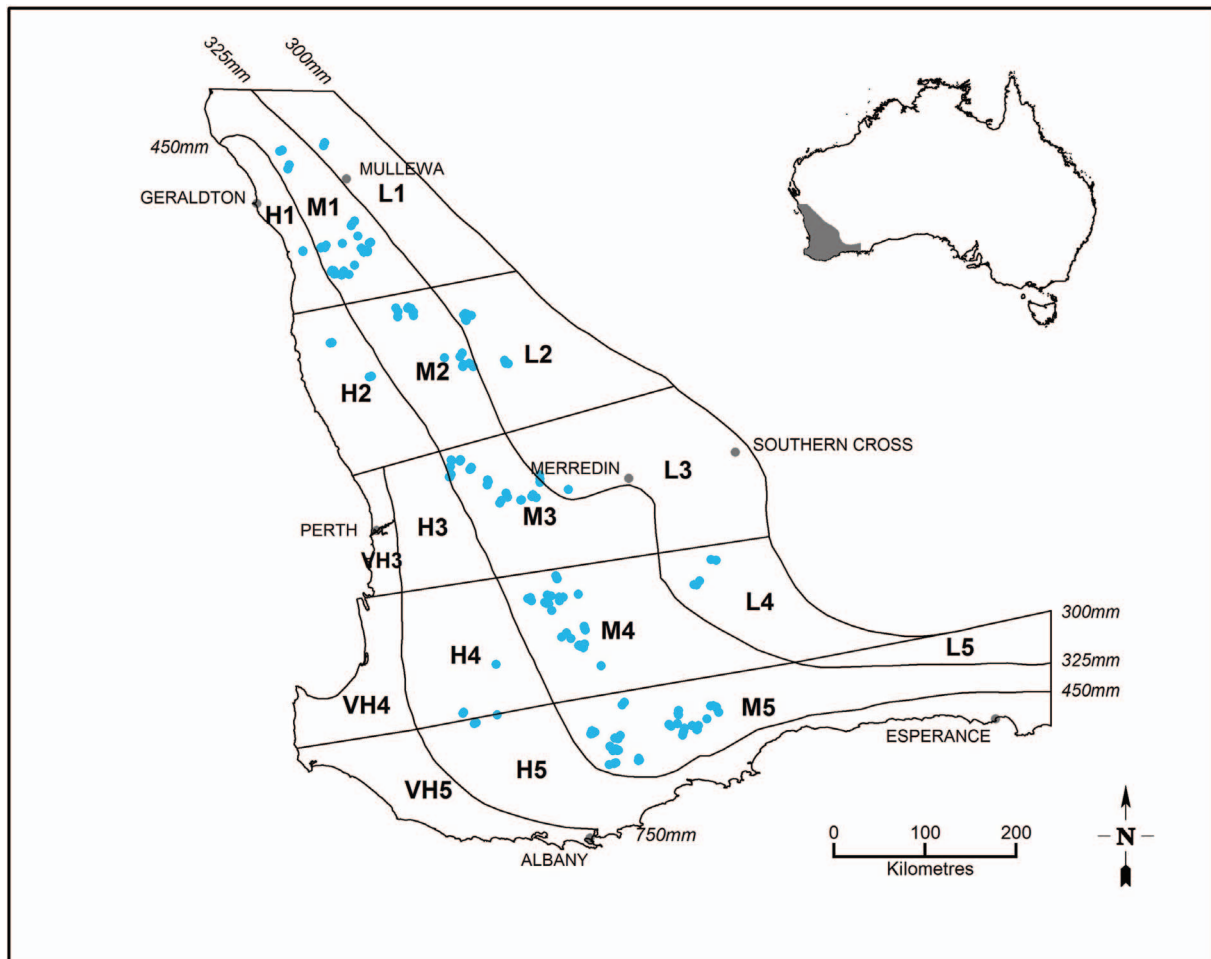 325mm
300mm
450mm
MULLEWA
GERALDTON
H1
M1
L1
H2
M2
L2
SOUTHERN CROSS
MERREDIN
L3
PERTH
H3
M3
VH3
L4
300mm
M4
H4
L5
325mm
VH4
M5
450mm
ESPERANCE
H5
VH5
750mm
ALBANY
0 100 200
Kilometres
N